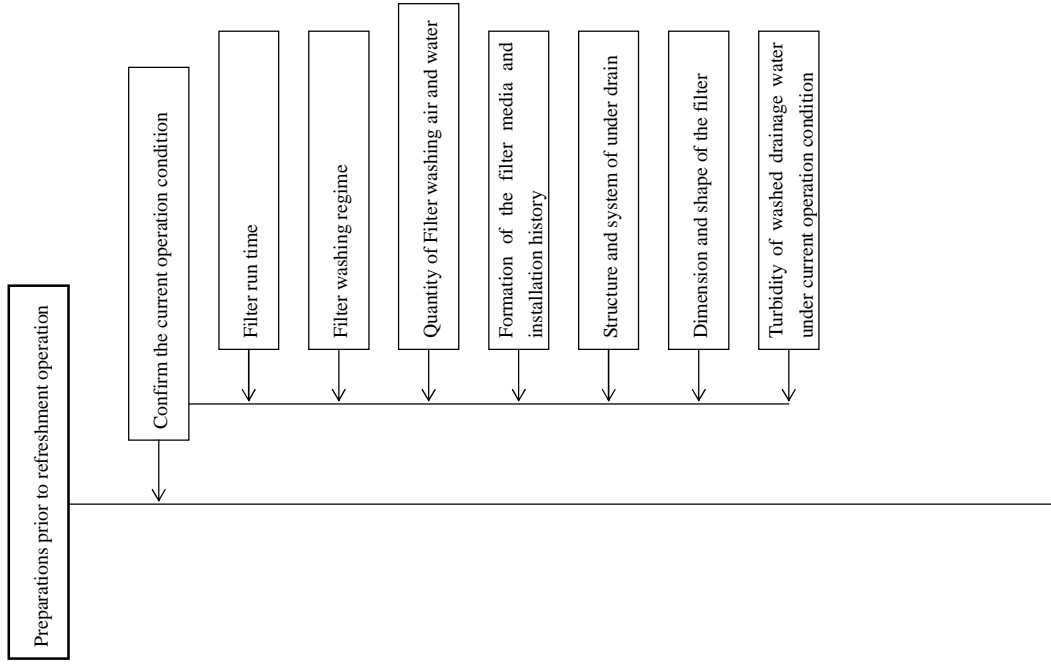 Preparations prior to refreshment operation
Confirm the current operation condition
Filter run time
Filter washing regime
Quantity of Filter washing air and water
Formation of the filter media and
installation history
Structure and system of under drain
Dimension and shape of the filter
Turbidity of washed drainage water
under current operation condition